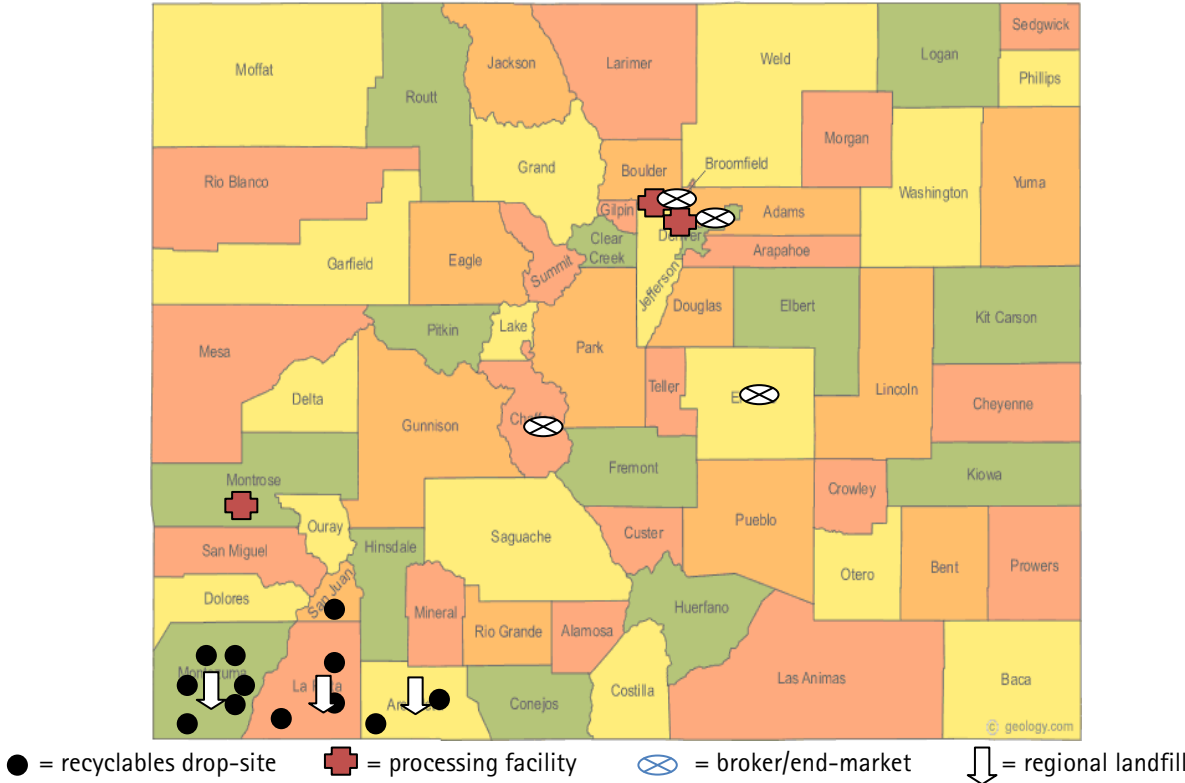 Sedgwick
Moffat
Jackson
Larimer
Weld
Logan
Phillips
Routt
Morgan
Grand
Boulder
Broomfield
Rio Blanco
Washington
Yuma
Gilpin
Adams
Clear
Creek
Arapahoe
Garfield
Eagle
Summit
Jefferson
Douglas
Elbert
Kit Carson
Pitkin
Lake
Park
Mesa
Teller
Delta
Lincoln
Cheyenne
Gunnison
Fremont
Kiowa
Montrose
Crowley
Ouray
Pueblo
San Miguel
Hinsdale
Saguache
Custer
Otero
Bent
Prowers
Dolores
San Juan
Mineral
Rio Grande
Alamosa
Huerfano
Las Animas
Baca
Costilla
Conejos
© geology.com
= recyclables drop-site
= processing facility
= broker/end-market
= regional landfill